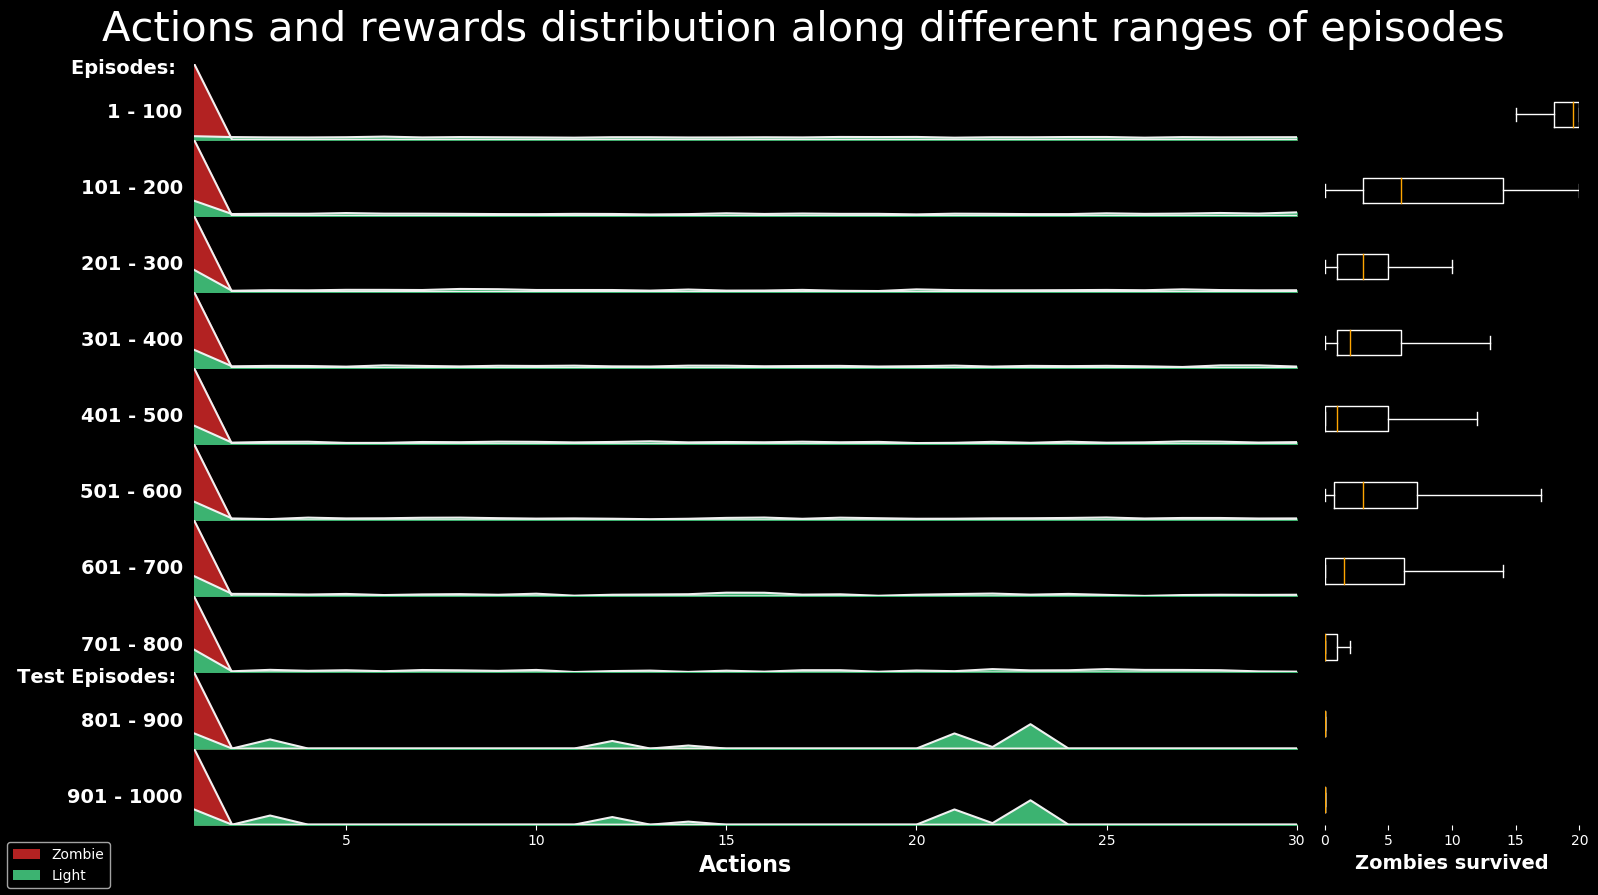 Actions and rewards distribution along different ranges of episodes
Episodes:
1 - 100
101 - 200
201 - 300
301 - 400
401 - 500
501 - 600
601 - 700
701 - 800
Test Episodes:
801 - 900
901 - 1000
5 10 15 20 25 30
0 5 10 15 20
Actions
Zombies survived
Zombie
Light